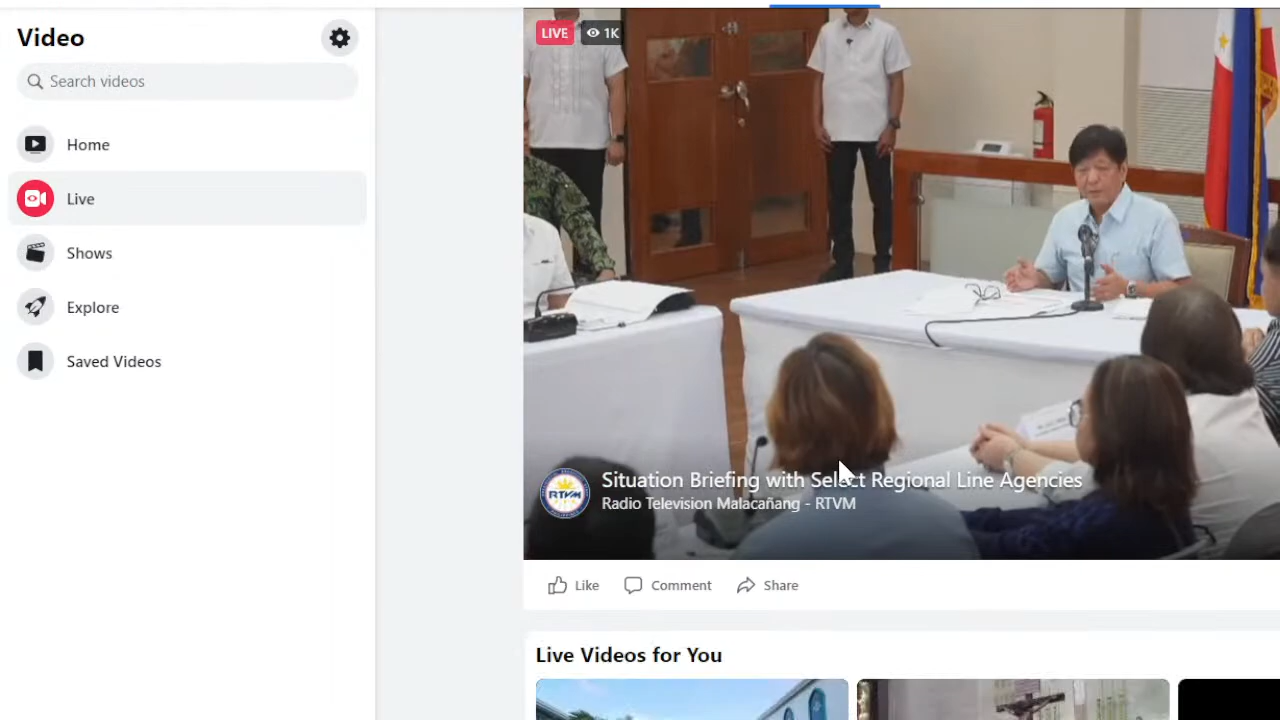 Video
Search videos
Home
Live
Shows
Explore
Saved Videos
LIVE
1K
RTVM
Situation Briefing with Select Regional Line Agencies
Radio Television Malacañang - RTVM
Like
Comment
Share
Live Videos for You